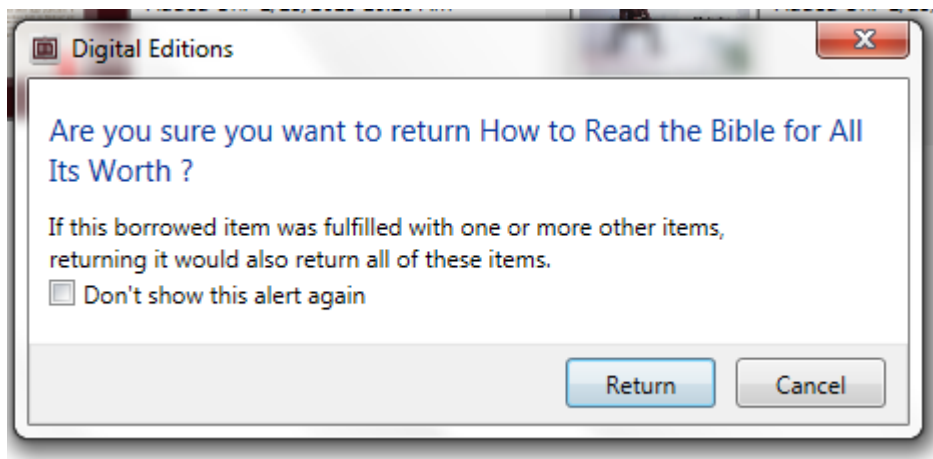 Digital Editions
Are you sure you want to return How to Read the Bible for All
Its Worth ?
If this borrowed item was fulfilled with one or more other items,
returning it would also return all of these items.
Don't show this alert again
Return
Cancel